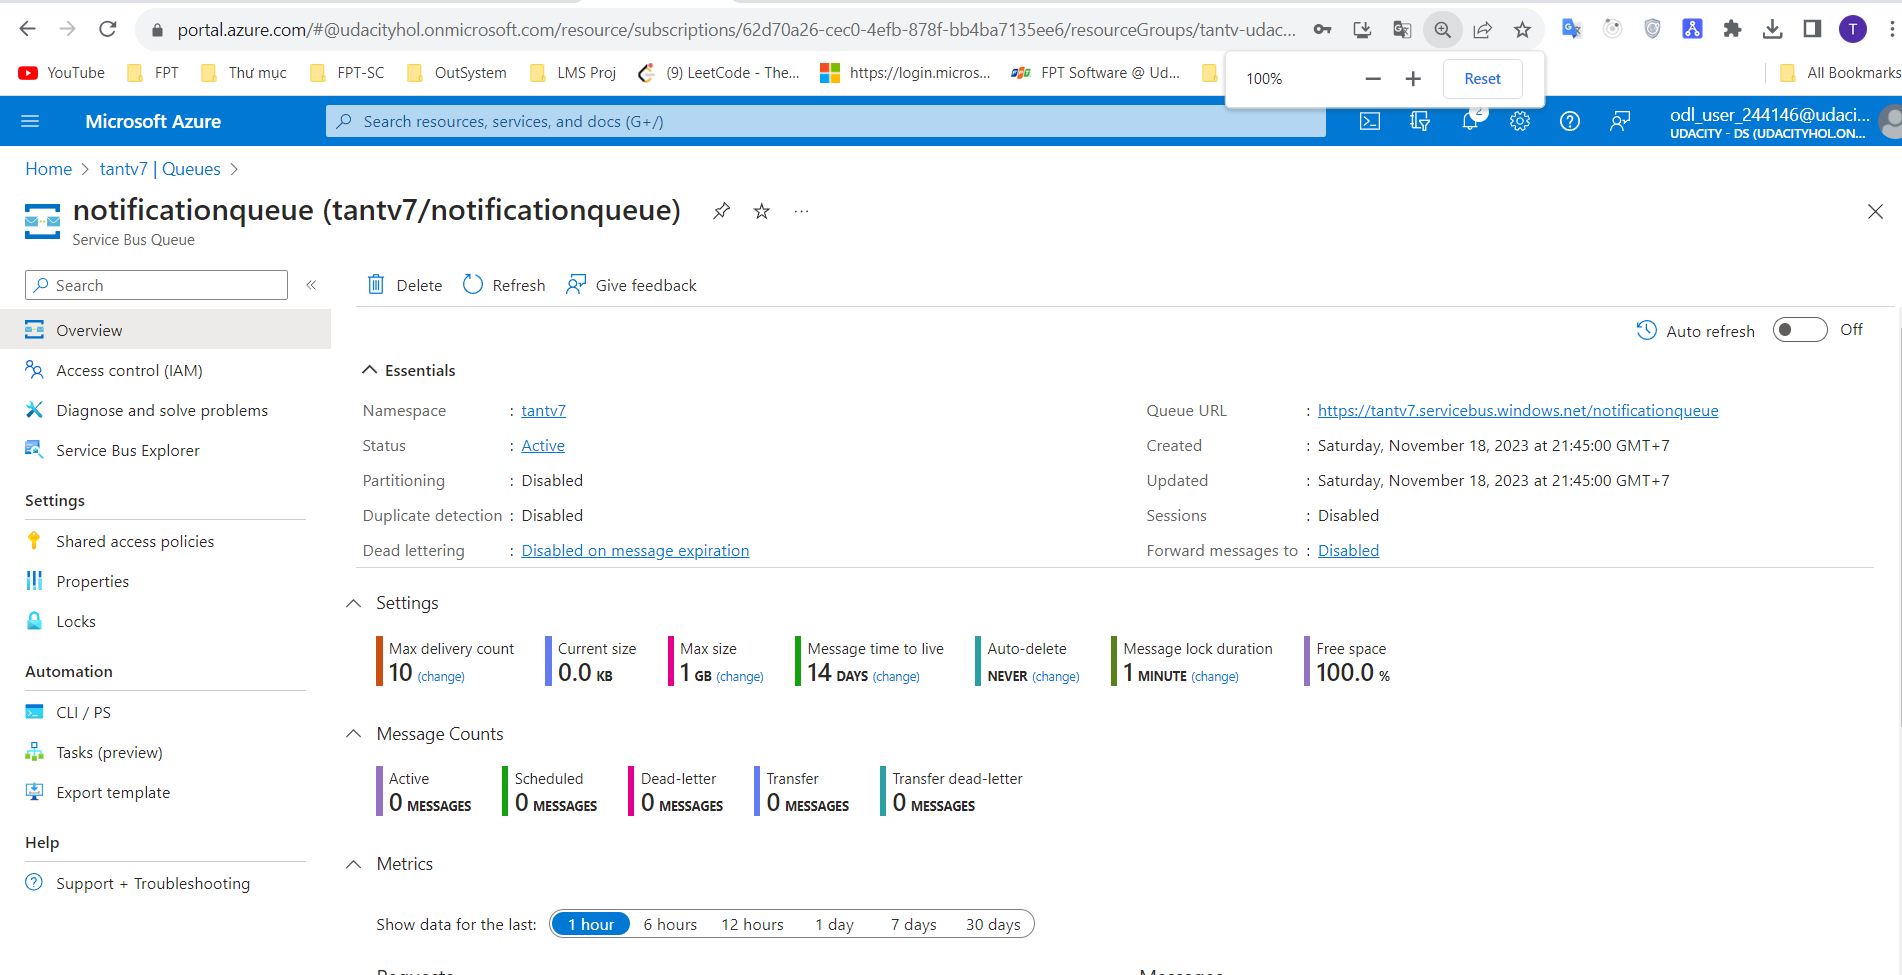 portal.azure.com/#@udacityhol.onmicrosoft.com/resource/subscriptions/62d70a26-cec0-4efb-878f-bb4ba7135ee6/resourceGroups/tantv-udac...
T
YouTube FPT Thư mục FPT-SC OutSystem LMS Proj (9) LeetCode - The... https://login.micros... FPT Software @ Ud... All Bookmarks
100% Reset
Microsoft Azure
Search resources, services, and docs (G+/)
2
odl_user_244146@udaci...
UDACITY - DS (UDACITYHOL.ON...
Home > tantv7 | Queues >
notificationqueue (tantv7/notificationqueue)
Service Bus Queue
Search
Delete Refresh Give feedback
Overview
Access control (IAM)
Diagnose and solve problems
Service Bus Explorer
Settings
Shared access policies
Properties
Locks
Automation
CLI / PS
Tasks (preview)
Export template
Help
Support + Troubleshooting
Auto refresh Off
Essentials
Namespace : tantv7
Status : Active
Partitioning : Disabled
Duplicate detection : Disabled
Dead lettering : Disabled on message expiration
Queue URL : https://tantv7.servicebus.windows.net/notificationqueue
Created : Saturday, November 18, 2023 at 21:45:00 GMT+7
Updated : Saturday, November 18, 2023 at 21:45:00 GMT+7
Sessions : Disabled
Forward messages to : Disabled
Settings
Max delivery count
10 (change)
Current size
0.0 KB
Max size
1 GB (change)
Message time to live
14 DAYS (change)
Auto-delete
NEVER (change)
Message lock duration
1 MINUTE (change)
Free space
100.0 %
Message Counts
Active
0 MESSAGES
Scheduled
0 MESSAGES
Dead-letter
0 MESSAGES
Transfer
0 MESSAGES
Transfer dead-letter
0 MESSAGES
Metrics
Show data for the last: 1 hour 6 hours 12 hours 1 day 7 days 30 days